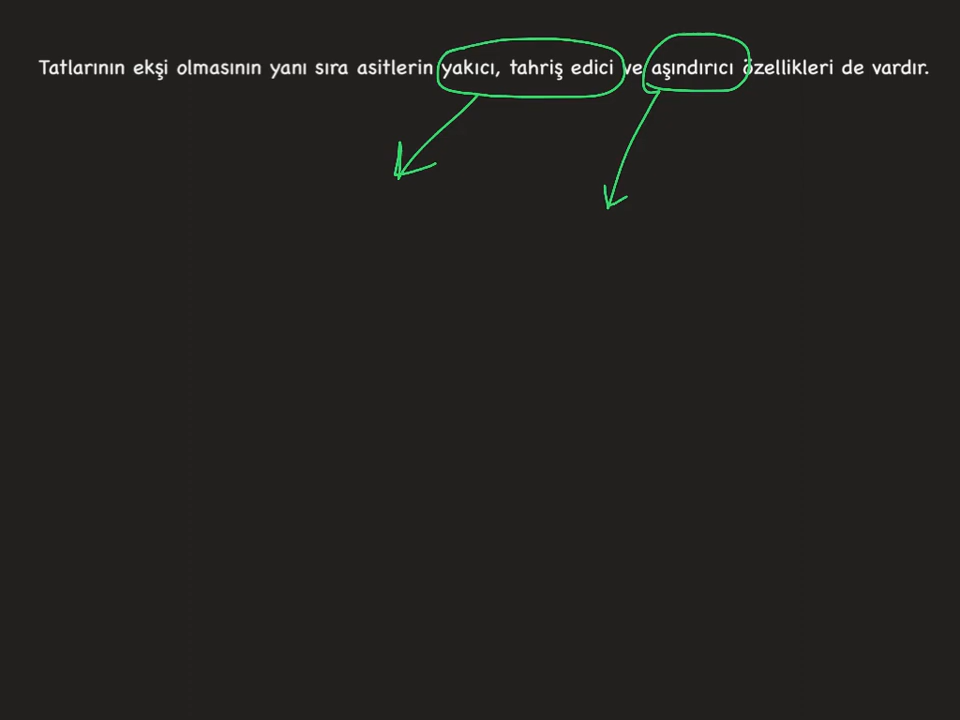 Tatlarının ekşi olmasının yanı sıra asitlerin yakıcı, tahriş edici ve aşındırıcı özellikleri de vardır.